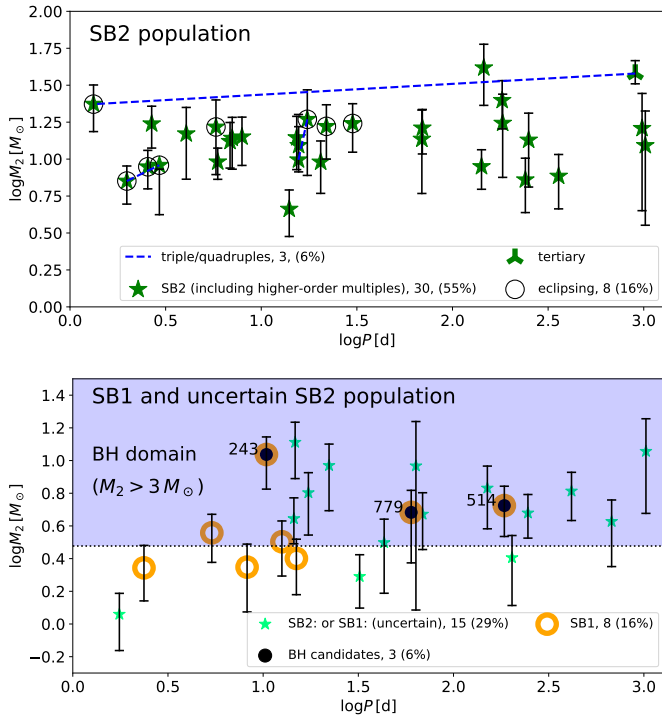 SB2 population
logM₂ [M⊙]
2.00
1.75
1.50
1.25
1.00
0.75
0.50
0.25
0.00
triple/quadruples, 3, (6%)
tertiary
SB2 (including higher-order multiples), 30, (55%)
eclipsing, 8 (16%)
0.0 0.5 1.0 1.5 2.0 2.5 3.0
logP [d]
SB1 and uncertain SB2 population
BH domain
(M₂ > 3 M⊙)
243
779
514
logM₂ [M⊙]
1.4
1.2
1.0
0.8
0.6
0.4
0.2
0.0
−0.2
SB2: or SB1: (uncertain), 15 (29%)
SB1, 8 (16%)
BH candidates, 3 (6%)
0.0 0.5 1.0 1.5 2.0 2.5 3.0
logP [d]